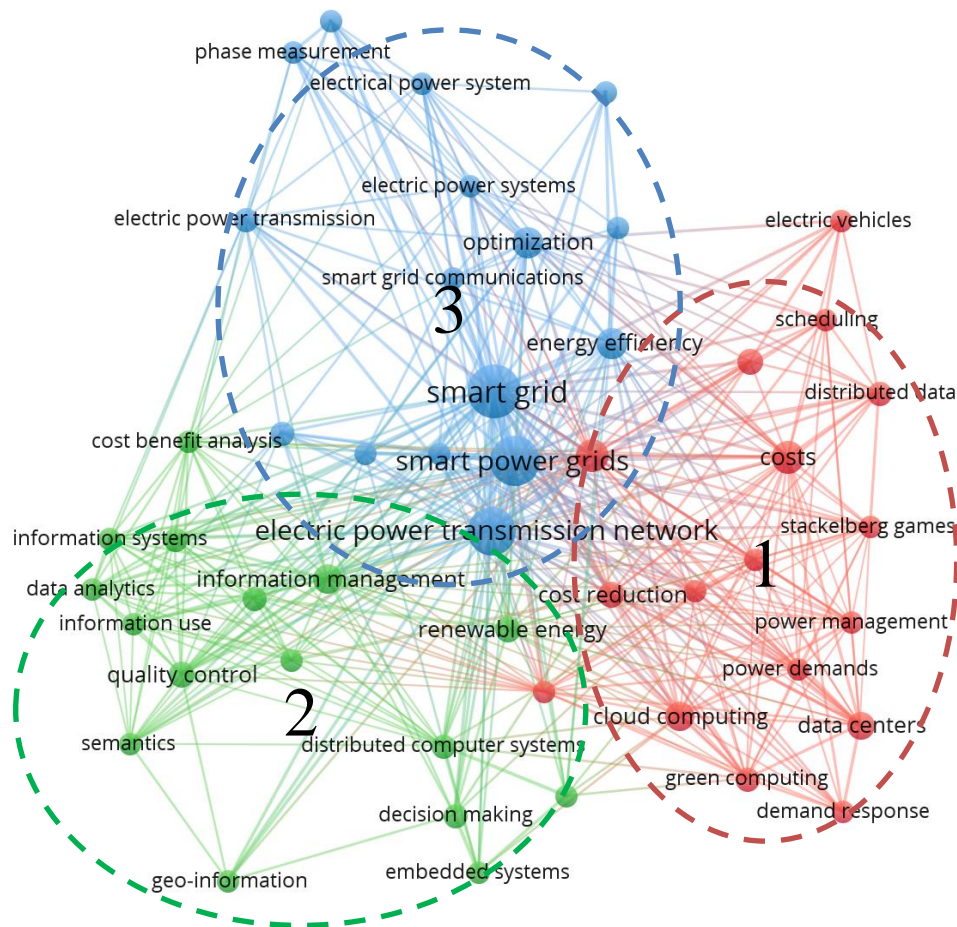 phase measurement
electrical power system
electric power systems
electric power transmission
electric vehicles
optimization
smart grid communications
3
scheduling
energy efficiency
smart grid
distributed data
cost benefit analysis
smart power grids
costs
electric power transmission network
stackelberg games
information systems
1
information management
data analytics
cost reduction
information use
renewable energy
power management
quality control
power demands
2
cloud computing
data centers
semantics
distributed computer systems
green computing
decision making
demand response
embedded systems
geo-information